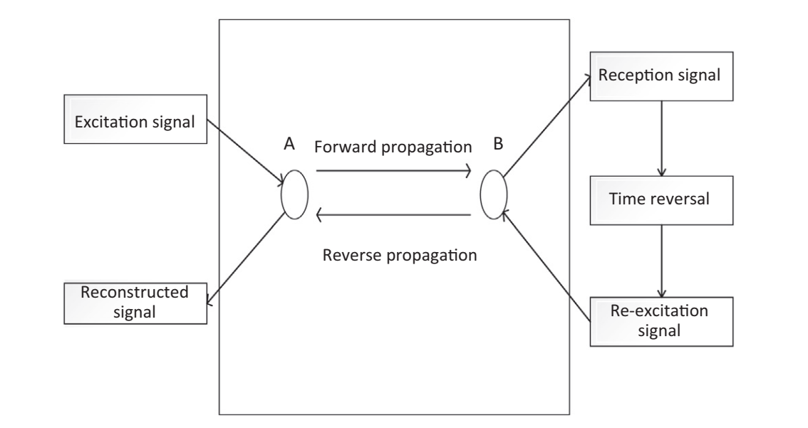 Excitation signal
A
Forward propagation
B
Reception signal
Time reversal
Reverse propagation
Reconstructed
signal
Re-excitation
signal